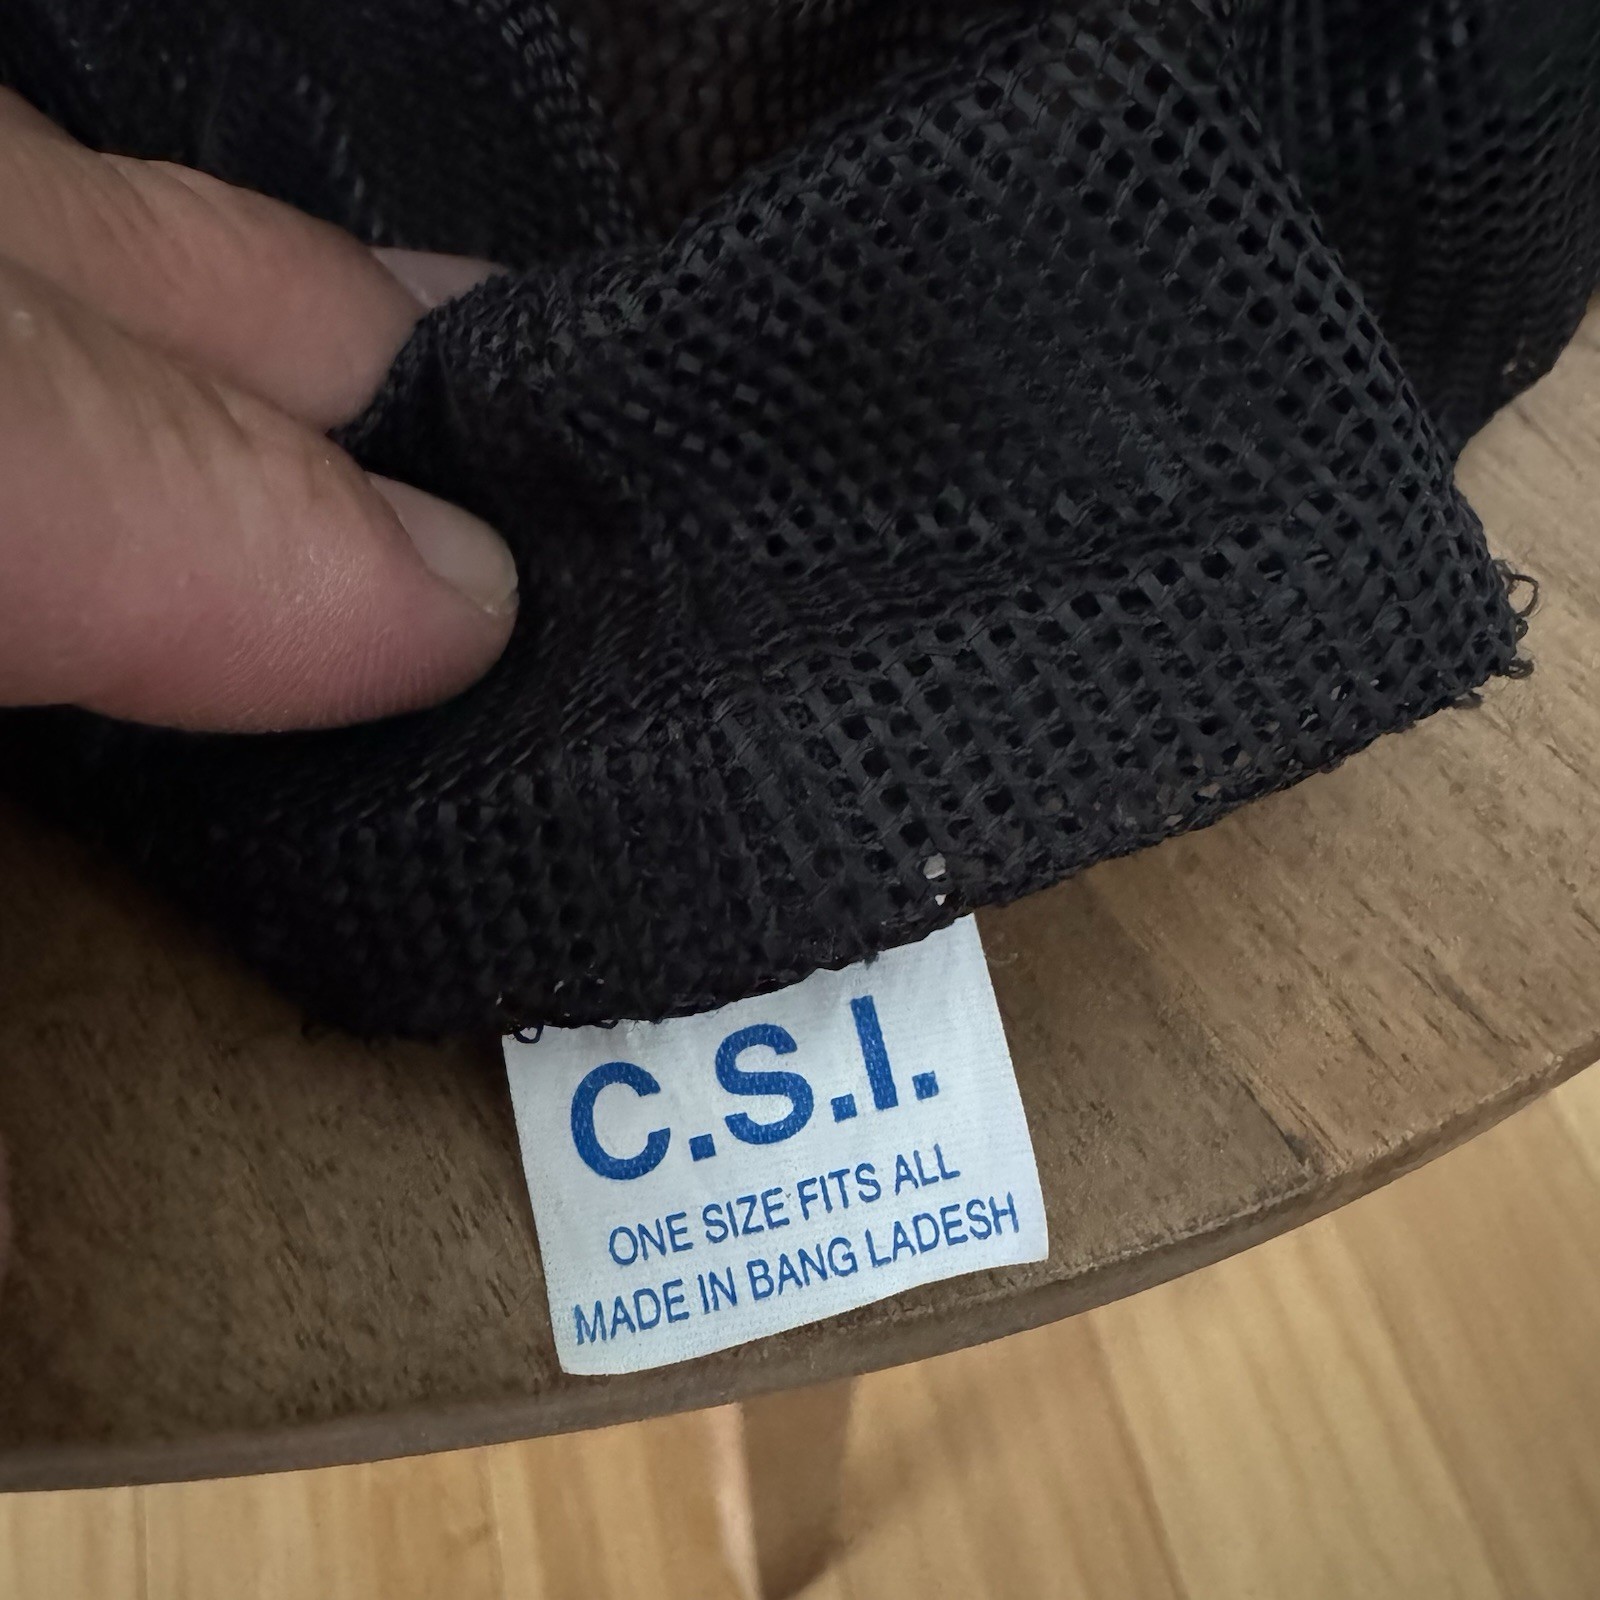 C.S.I.
ONE SIZE FITS ALL
MADE IN BANG LADESH